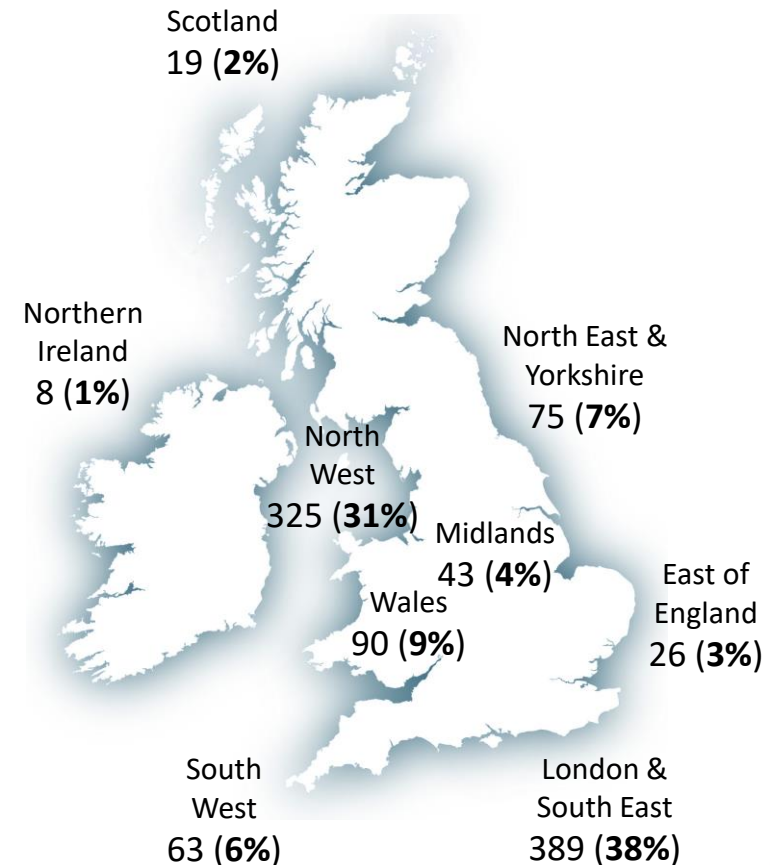 Scotland
19 (2%)
Northern
Ireland
8 (1%)
North East &
Yorkshire
75 (7%)
North
West
325 (31%)
Midlands
43 (4%)
East of
England
26 (3%)
Wales
90 (9%)
South
West
63 (6%)
London &
South East
389 (38%)